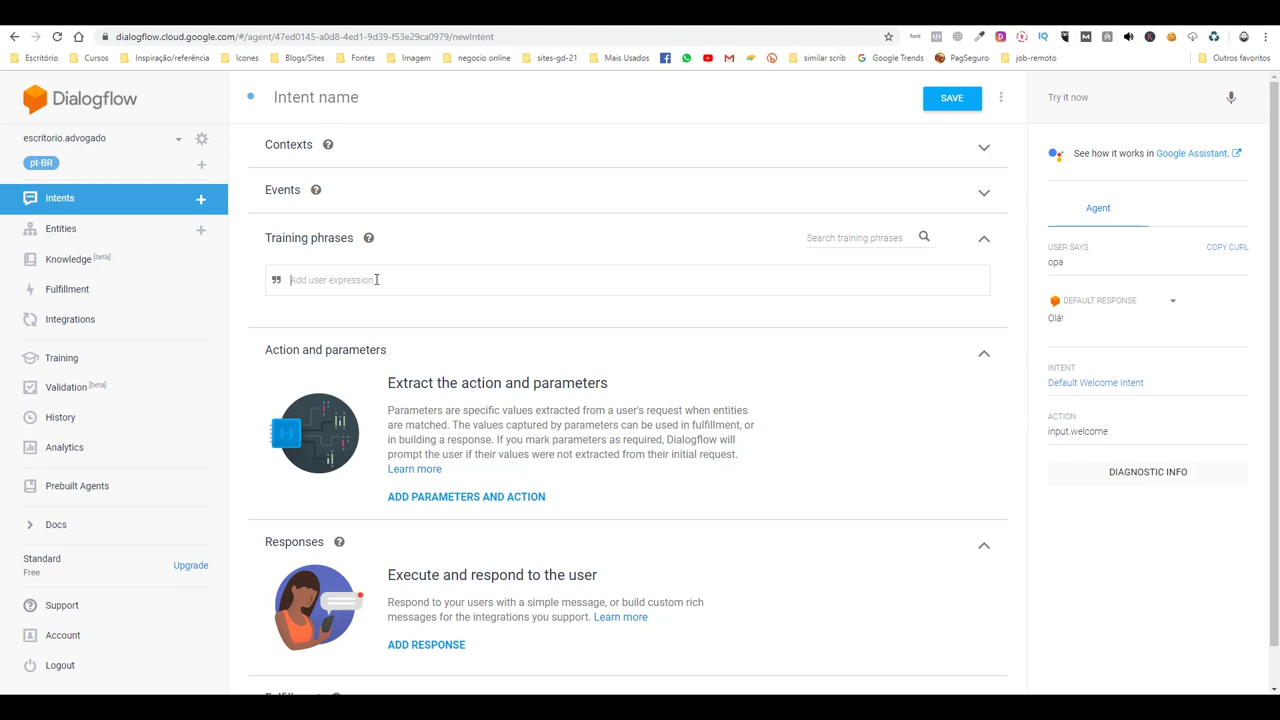 dialogflow.cloud.google.com/#/agent/47ed0145-a0d8-4ed1-9d39-f53e29ca0979/newIntent
Escritório
Cursos
Inspiração/referência
Icones
Blogs/Sites
Fontes
Imagem
negocio online
sites-gd-21
Mais Usados
similar scrib
Google Trends
PagSeguro
job-remoto
Outros favoritos
Dialogflow
Intent name
SAVE
Try it now
escritorio.advogado
pt-BR
Intents
Entities
Knowledge [beta]
Fulfillment
Integrations
Training
Validation [beta]
History
Analytics
Prebuilt Agents
Docs
Standard
Free
Upgrade
Support
Account
Logout
Contexts
Events
Training phrases
Search training phrases
Add user expression
Action and parameters
Extract the action and parameters
Parameters are specific values extracted from a user's request when entities
are matched. The values captured by parameters can be used in fulfillment, or
in building a response. If you mark parameters as required, Dialogflow will
prompt the user if their values were not extracted from their initial request.
Learn more
ADD PARAMETERS AND ACTION
Responses
Execute and respond to the user
Respond to your users with a simple message, or build custom rich
messages for the integrations you support. Learn more
ADD RESPONSE
See how it works in Google Assistant.
Agent
USER SAYS
COPY CURL
opa
DEFAULT RESPONSE
Olá!
INTENT
Default Welcome Intent
ACTION
input.welcome
DIAGNOSTIC INFO